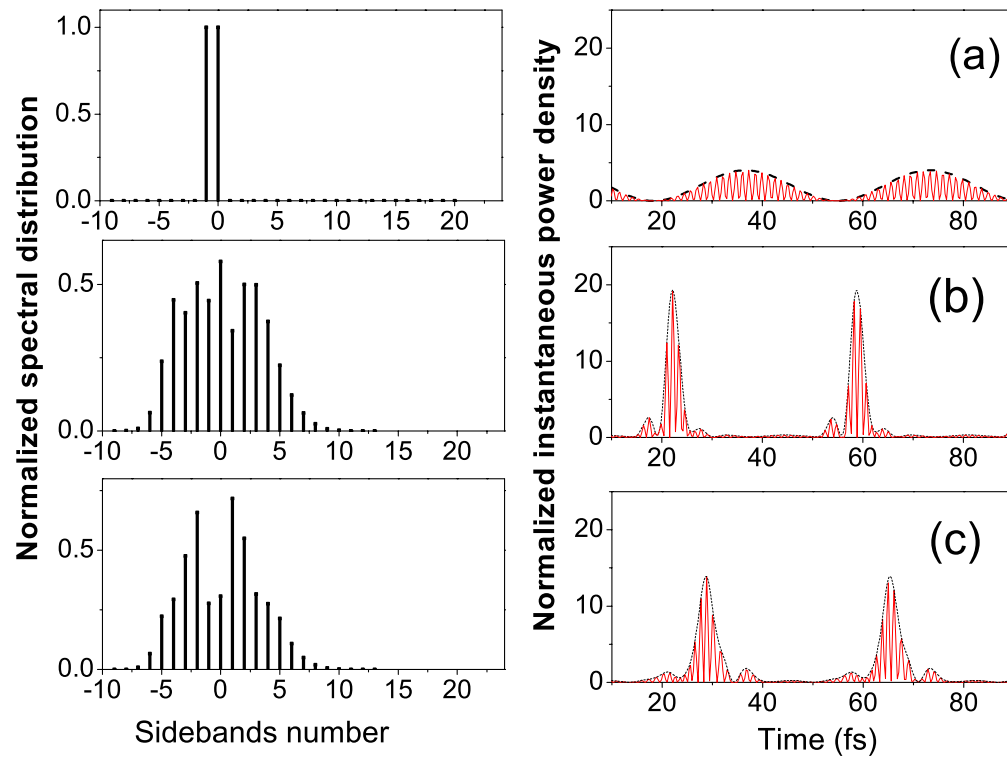 Normalized spectral distribution
1.0
0.5
0.0
-10 -5 0 5 10 15 20
0.5
0.0
-10 -5 0 5 10 15 20
0.5
0.0
-10 -5 0 5 10 15 20
Sidebands number
Normalized instantaneous power density
(a)
20
10
0
20 40 60 80
(b)
20
10
0
20 40 60 80
(c)
20
10
0
20 40 60 80
Time (fs)